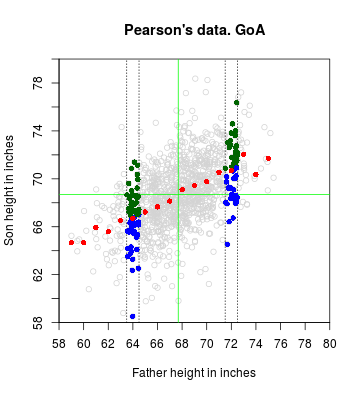 Pearson's data. GoA
Son height in inches
78
74
70
66
62
58
58 60 62 64 66 68 70 72 74 76 78 80
Father height in inches